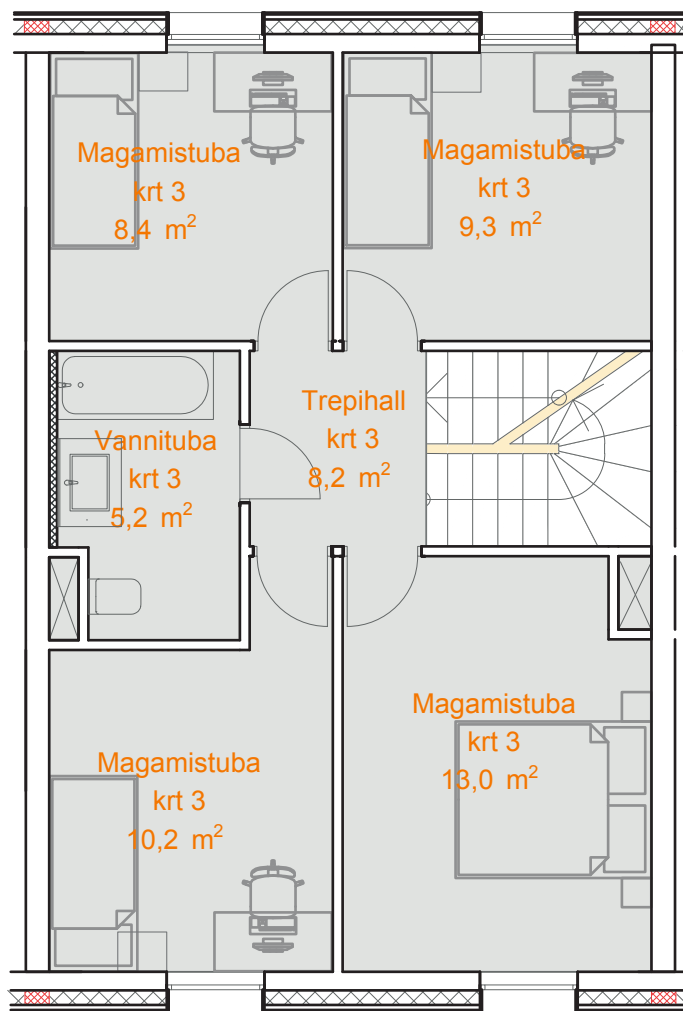 Magamistuba
krt 3
8,4 m²
Magamistuba
krt 3
9,3 m²
Trepihall
krt 3
8,2 m²
Vannituba
krt 3
5,2 m²
Magamistuba
krt 3
10,2 m²
Magamistuba
krt 3
13,0 m²